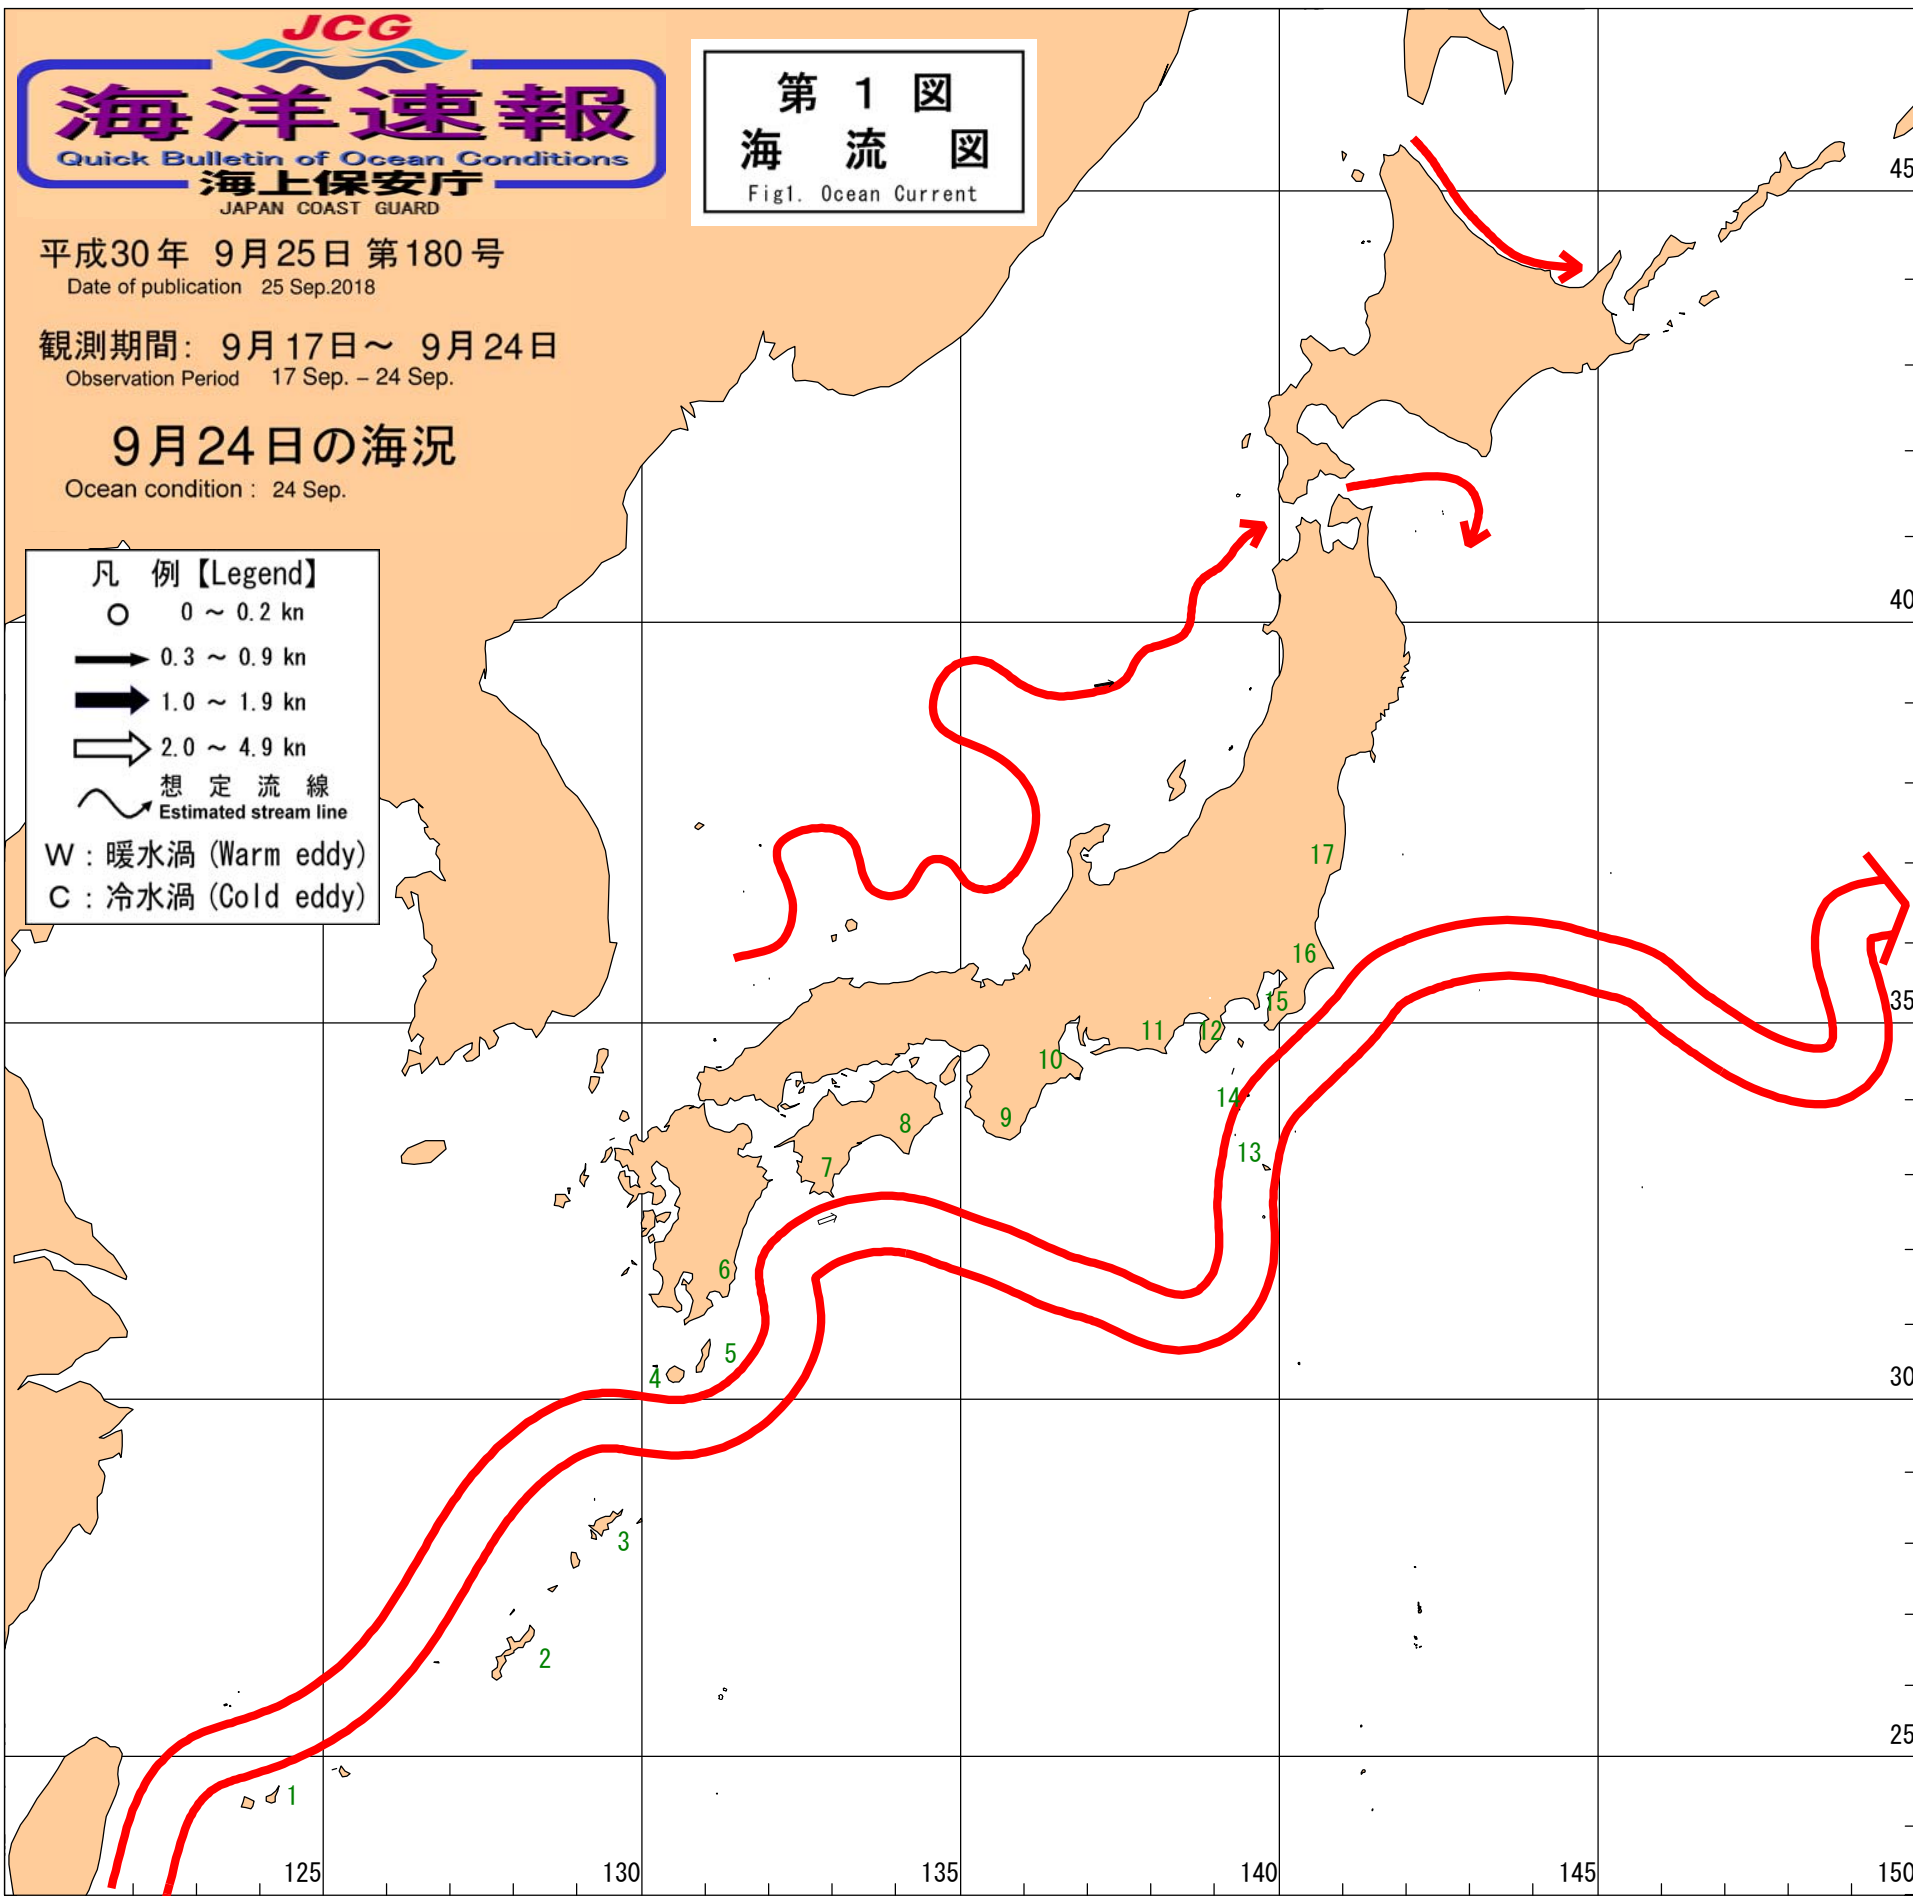 JCG
海洋速報
Quick Bulletin of Ocean Conditions
海上保安庁
JAPAN COAST GUARD
第 1 図
海 流 図
Fig1. Ocean Current
平成30年 9月25日 第180号
Date of publication 25 Sep.2018
観測期間: 9月17日～ 9月24日
Observation Period 17 Sep. – 24 Sep.
9月24日の海況
Ocean condition : 24 Sep.
凡 例【Legend】
0 ～ 0.2 kn
0.3 ～ 0.9 kn
1.0 ～ 1.9 kn
2.0 ～ 4.9 kn
想 定 流 線
Estimated stream line
W : 暖水渦 (Warm eddy)
C : 冷水渦 (Cold eddy)
45
40
17
16
35
15
11
12
10
14
8
9
13
7
6
5
4
30
3
2
25
1
125
130
135
140
145
150